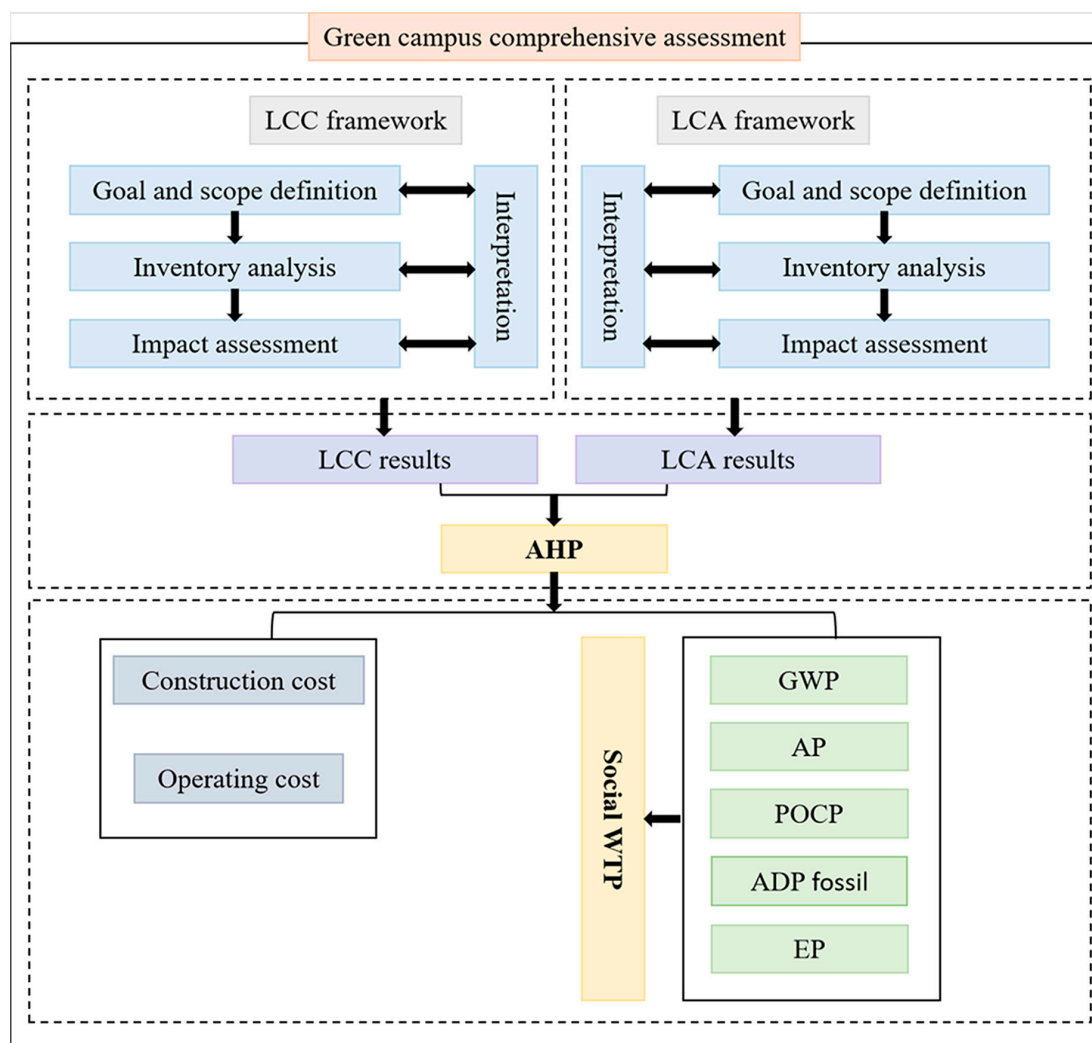 Green campus comprehensive assessment
LCC framework
Goal and scope definition
Inventory analysis
Impact assessment
Interpretation
LCA framework
Interpretation
Goal and scope definition
Inventory analysis
Impact assessment
LCC results
LCA results
AHP
Construction cost
Operating cost
Social WTP
GWP
AP
POCP
ADP fossil
EP